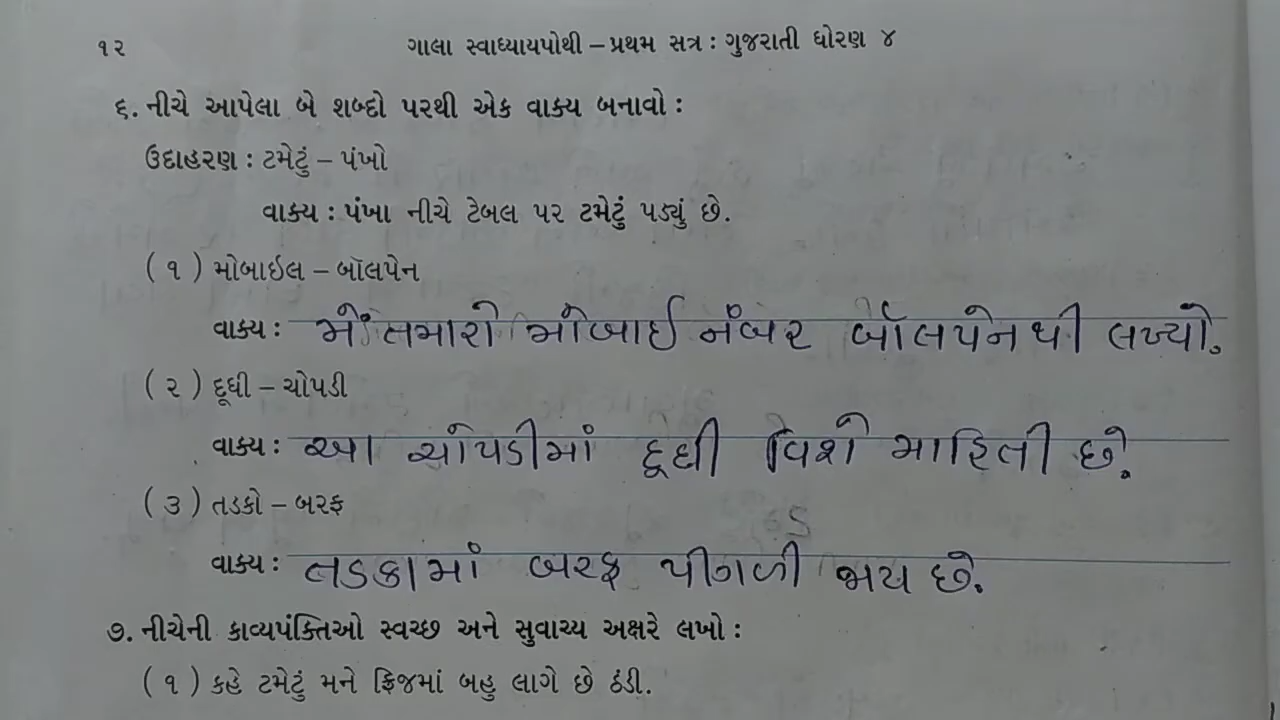 ૧૨ ગાલા સ્વાધ્યાયપોથી – પ્રથમ સત્ર : ગુજરાતી ધોરણ ૪
૬. નીચે આપેલા બે શબ્દો પરથી એક વાક્ય બનાવો :
ઉદાહરણ : ટમેટું – પંખો
વાક્ય : પંખા નીચે ટેબલ પર ટમેટું પડ્યું છે.
( ૧ ) મોબાઇલ – બૉલપેન
વાક્ય : મેં તમારો મોબાઈ નંબર બૉલપેનથી લખ્યો.
( ૨ ) દૂધી – ચોપડી
વાક્ય : આ ચોપડીમાં દૂધી વિશે માહિતી છે.
( ૩ ) તડકો – બરફ
વાક્ય : તડકામાં બરફ પીગળી જાય છે.
૭. નીચેની કાવ્યપંક્તિઓ સ્વચ્છ અને સુવાચ્ય અક્ષરે લખો :
( ૧ ) કહે ટમેટું મને ફ્રિજમાં બહુ લાગે છે ઠંડી.